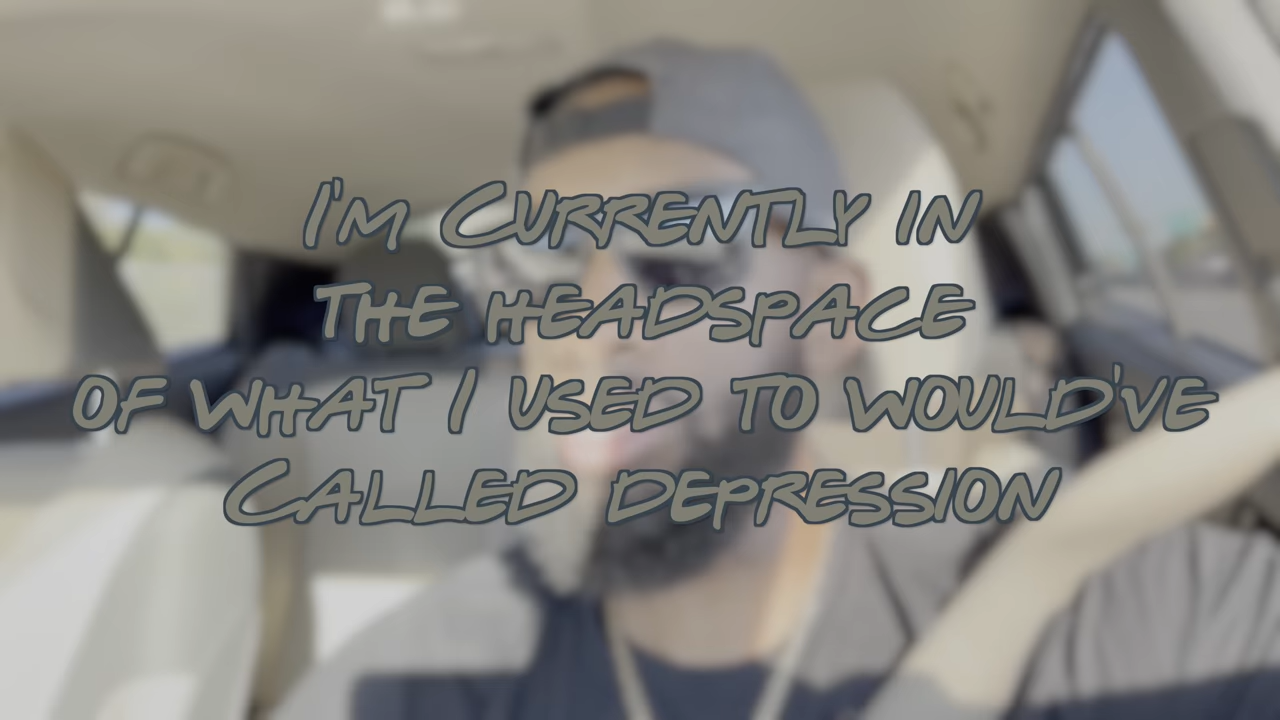 I'm Currently in
the headspace
of what I used to would've
Called depression